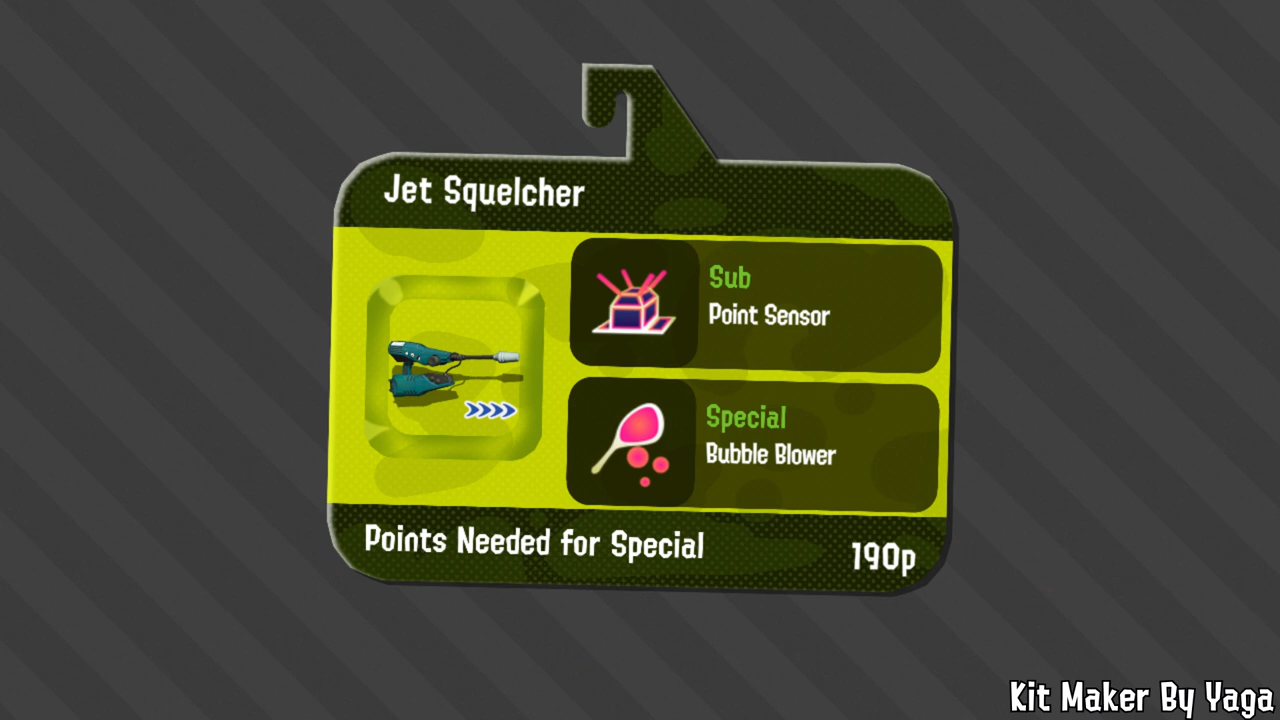 Jet Squelcher
Sub
Point Sensor
Special
Bubble Blower
Points Needed for Special
190p
Kit Maker By Yaga